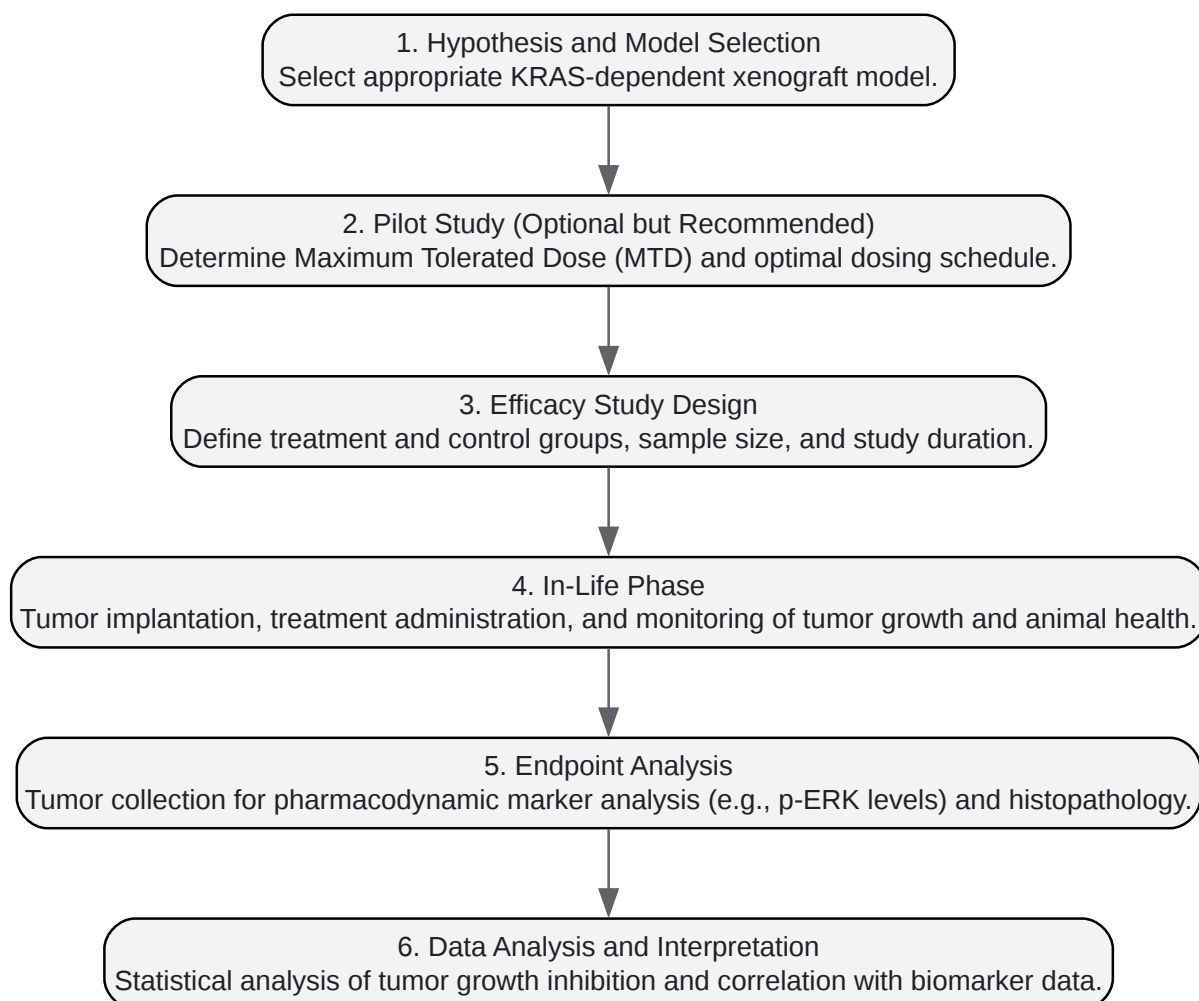 1. Hypothesis and Model Selection
Select appropriate KRAS-dependent xenograft model.
2. Pilot Study (Optional but Recommended)
Determine Maximum Tolerated Dose (MTD) and optimal dosing schedule.
3. Efficacy Study Design
Define treatment and control groups, sample size, and study duration.
4. In-Life Phase
Tumor implantation, treatment administration, and monitoring of tumor growth and animal health.
5. Endpoint Analysis
Tumor collection for pharmacodynamic marker analysis (e.g., p-ERK levels) and histopathology.
6. Data Analysis and Interpretation
Statistical analysis of tumor growth inhibition and correlation with biomarker data.